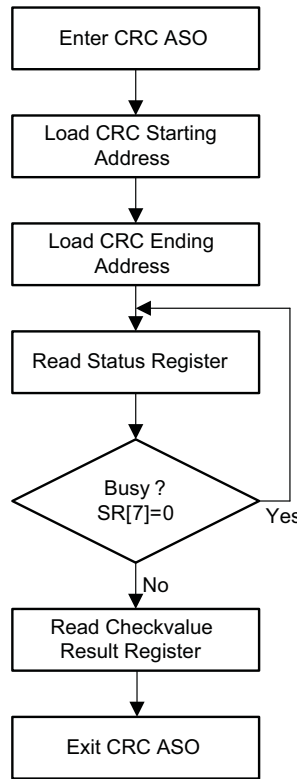 Enter CRC ASO
Load CRC Starting
Address
Load CRC Ending
Address
Read Status Register
Busy ?
SR[7]=0
Yes
No
Read Checkvalue
Result Register
Exit CRC ASO